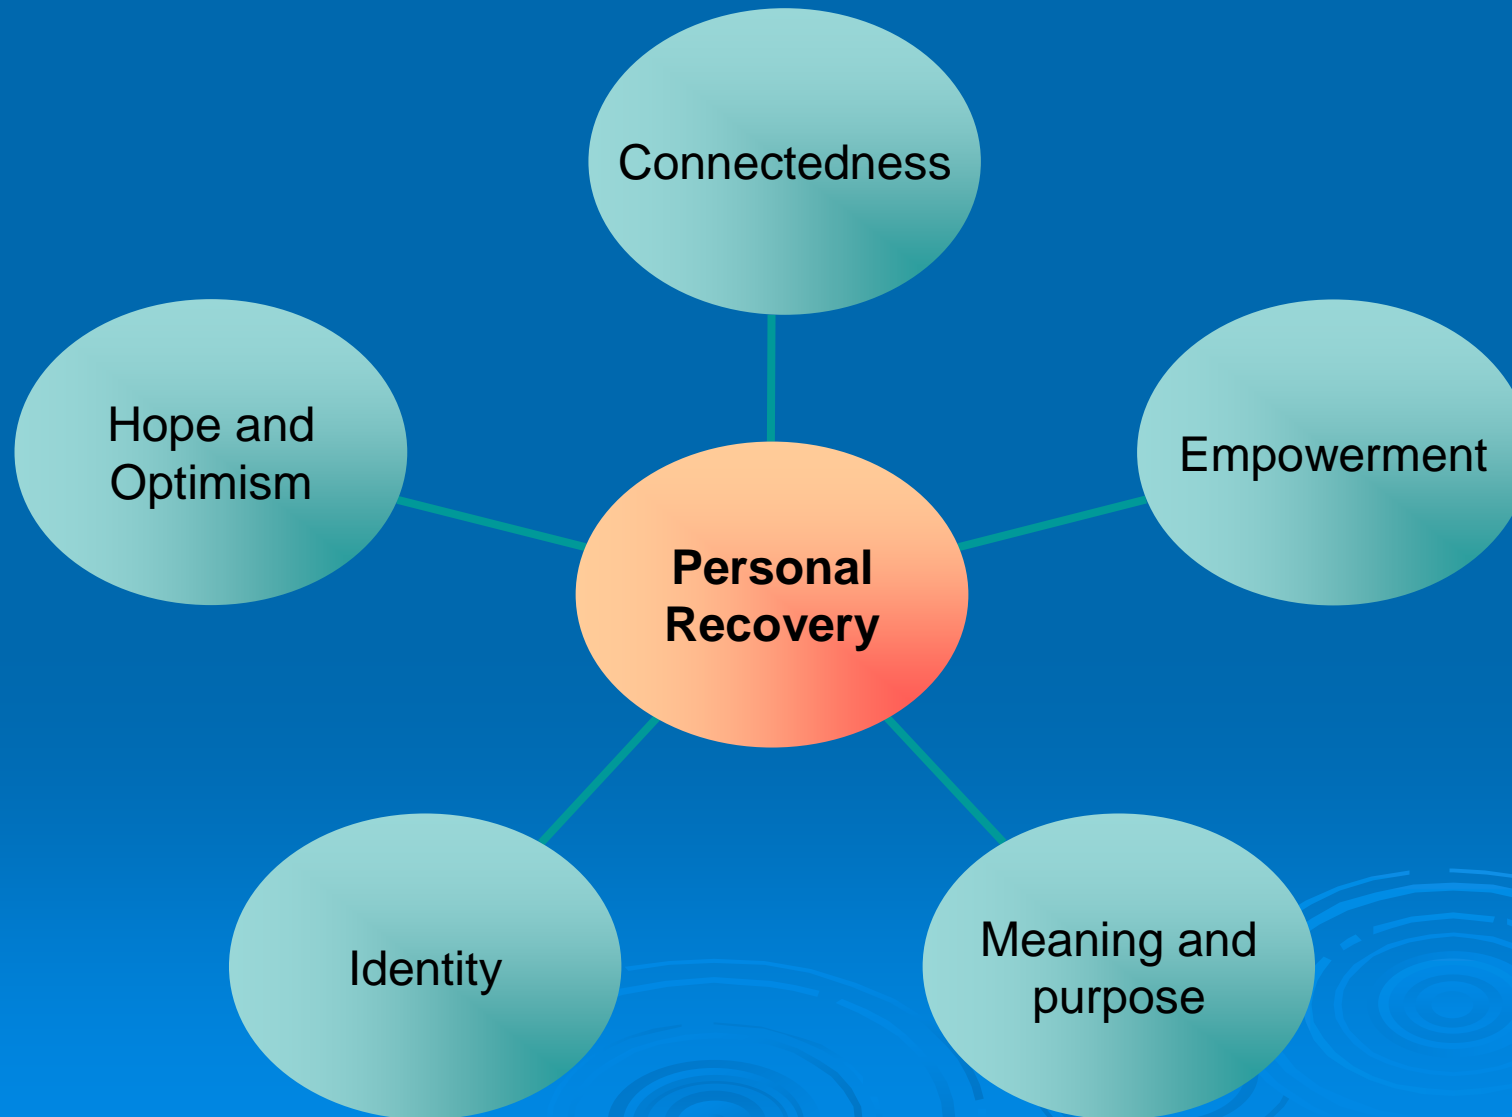 Connectedness
Hope and
Optimism
Empowerment
Personal
Recovery
Identity
Meaning and
purpose